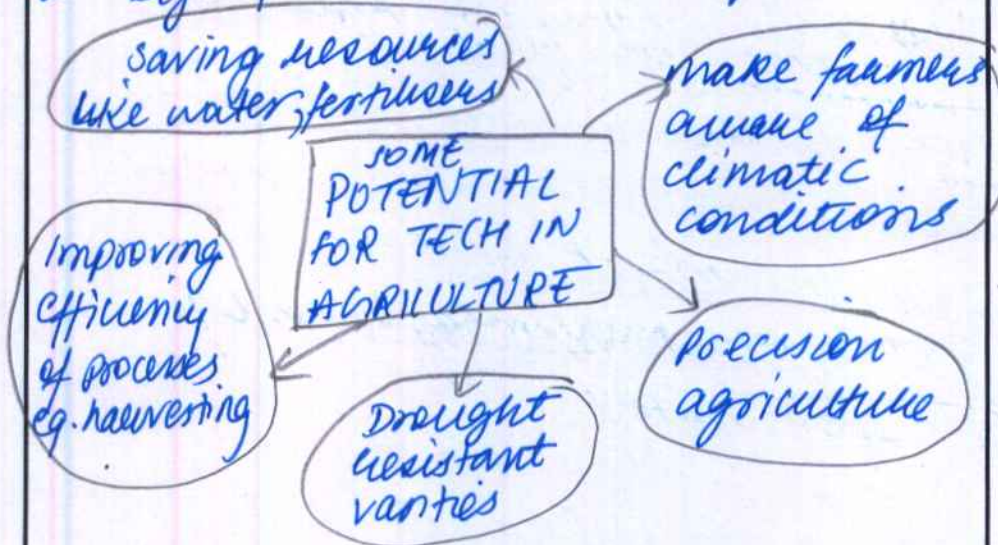 saving resources
like water, fertilisers
make farmers
aware of
climatic
conditions
SOME
POTENTIAL
FOR TECH IN
AGRICULTURE
Improving
efficiency
of processes
eg. harvesting
Drought
resistant
varities
Precision
agriculture